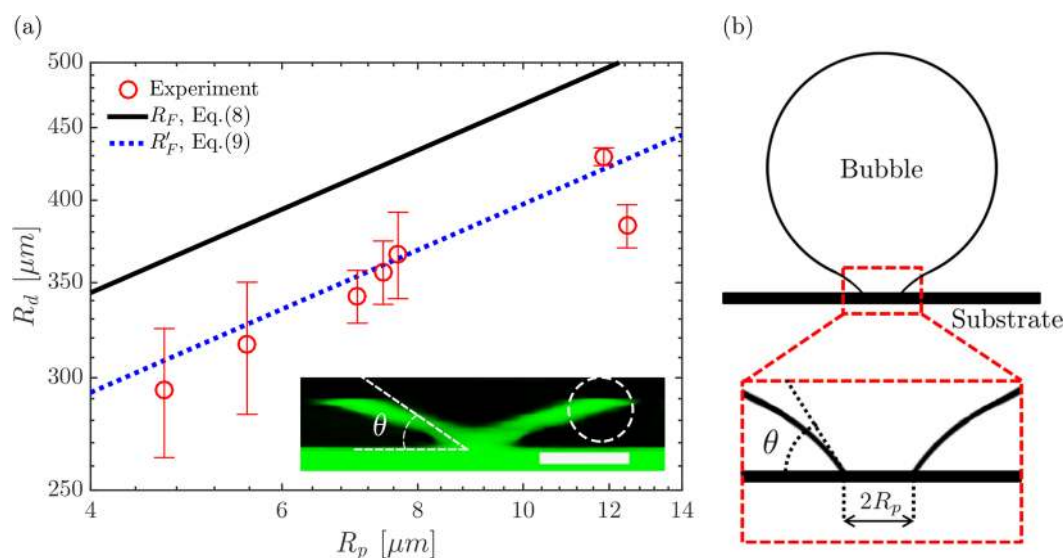 (a)
500
450
400
350
300
250
R_d [μm]
Experiment
R_F, Eq.(8)
R'_F, Eq.(9)
θ
4 6 8 10 12 14
R_p [μm]
(b)
Bubble
Substrate
θ
2R_p